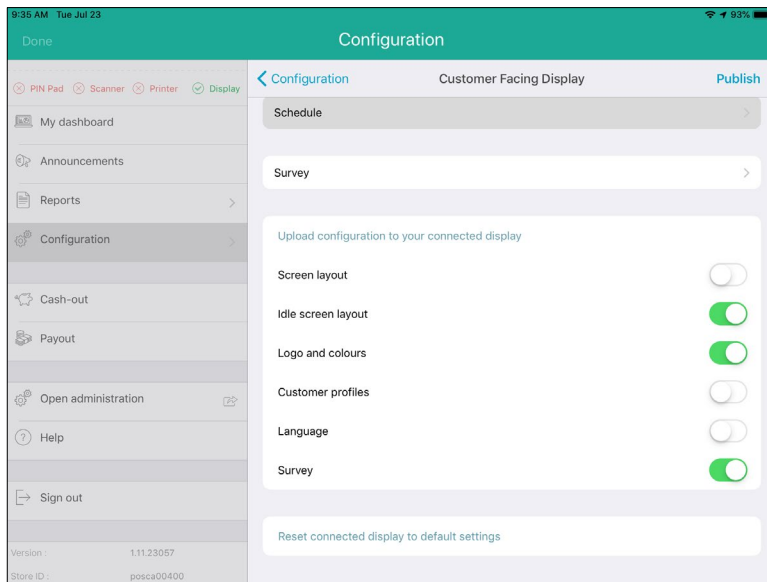 9:35 AM Tue Jul 23 93%
Done Configuration
PIN Pad Scanner Printer Display
My dashboard
Announcements
Reports
Configuration
Cash-out
Payout
Open administration
Help
Sign out
Version : 1.11.23057
Store ID : posca00400
Configuration Customer Facing Display Publish
Schedule
Survey
Upload configuration to your connected display
Screen layout
Idle screen layout
Logo and colours
Customer profiles
Language
Survey
Reset connected display to default settings